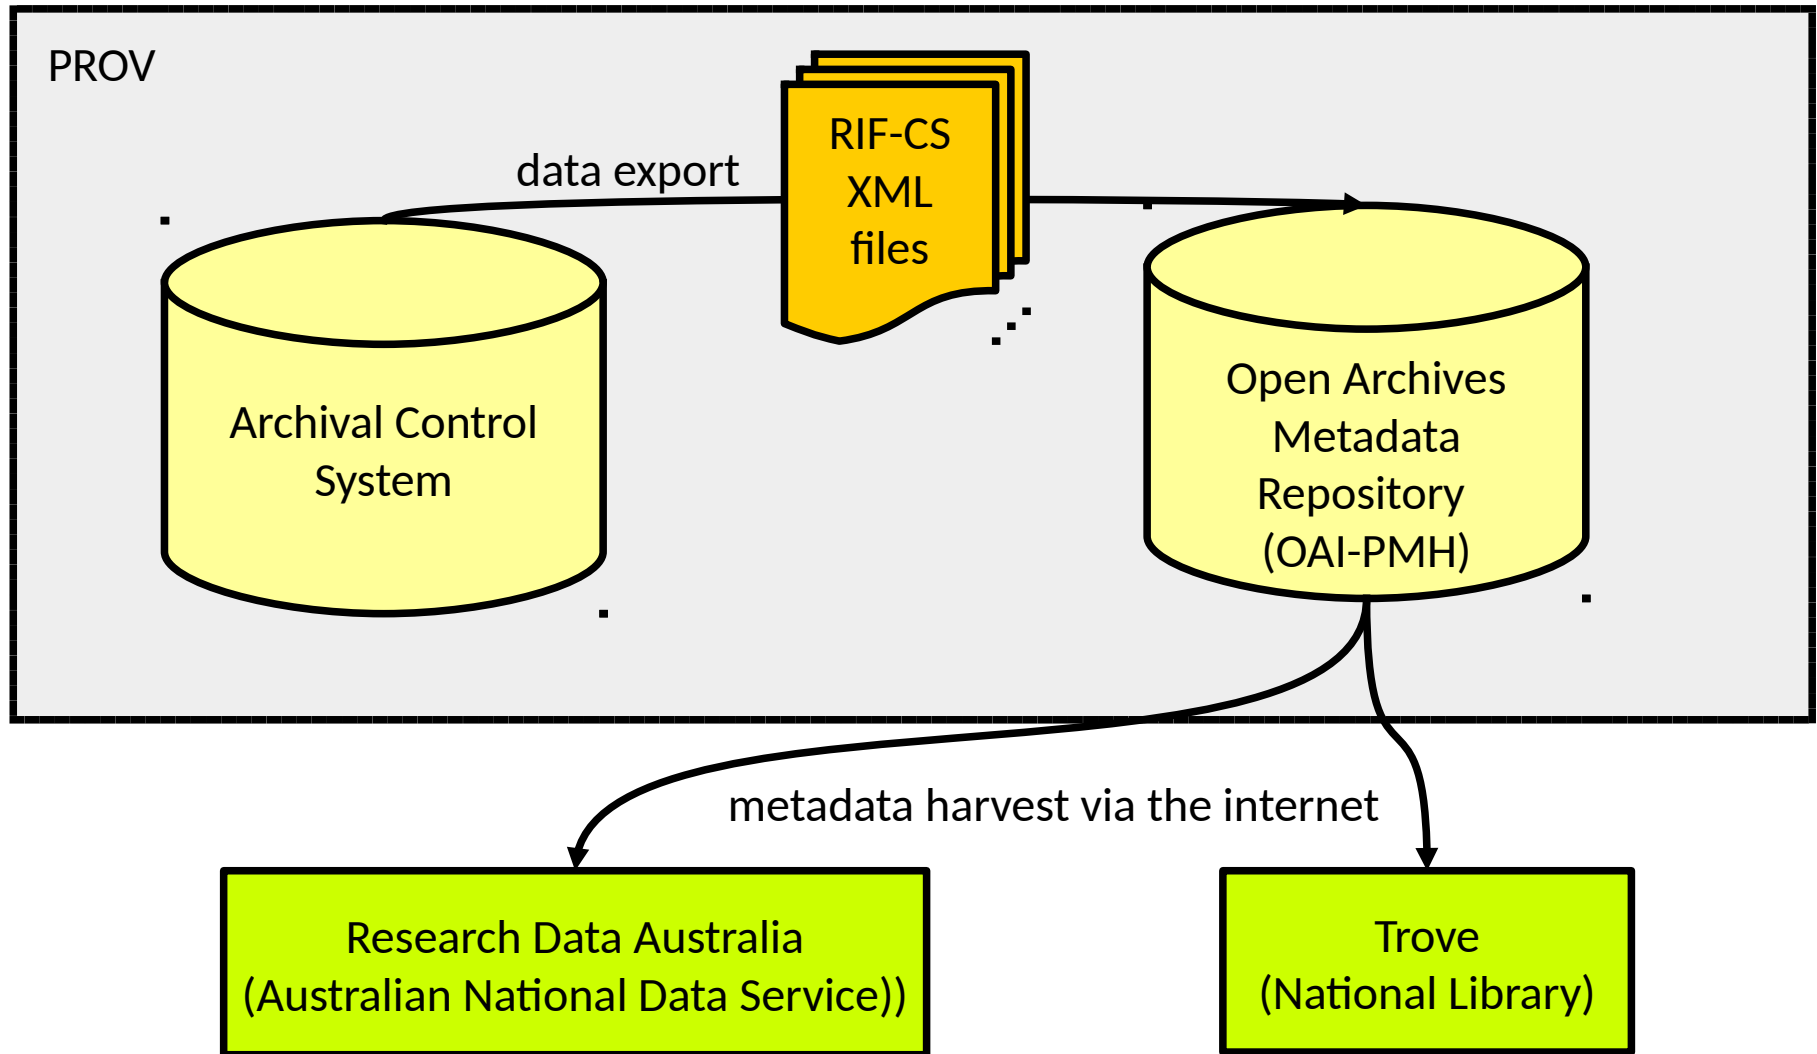 PROV
data export
RIF-CS
XML
files
Archival Control
System
Open Archives
Metadata
Repository
(OAI-PMH)
metadata harvest via the internet
Research Data Australia
(Australian National Data Service))
Trove
(National Library)